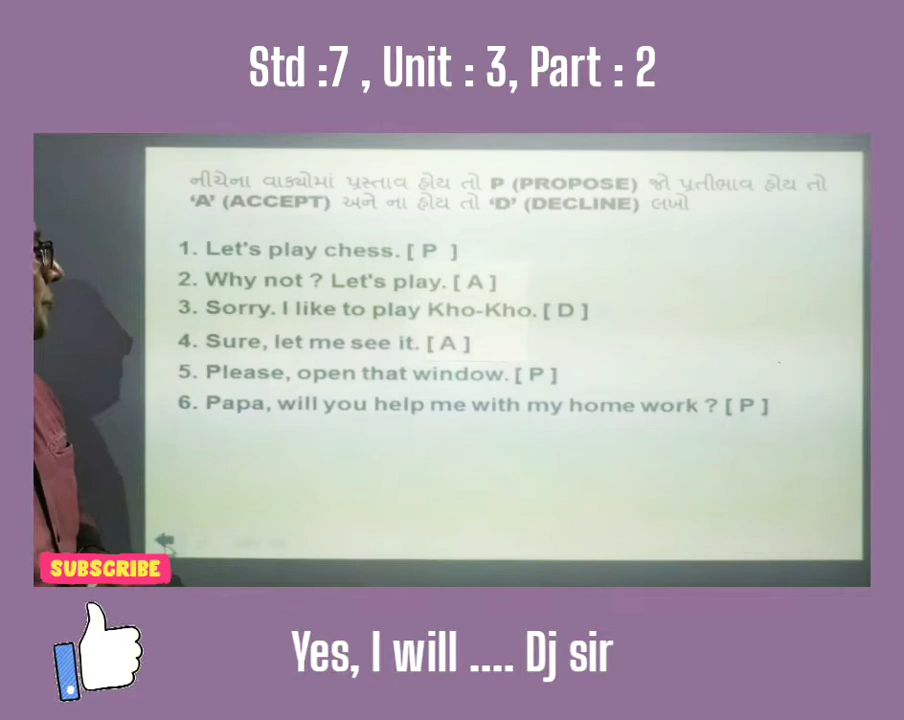 Std :7 , Unit : 3, Part : 2
નીચેના વાક્યોમાં પ્રસ્તાવ હોય તો P (PROPOSE) જો પ્રતીભાવ હોય તો
'A' (ACCEPT) અને ના હોય તો 'D' (DECLINE) લખો
1. Let's play chess. [ P ]
2. Why not ? Let's play. [ A ]
3. Sorry. I like to play Kho-Kho. [ D ]
4. Sure, let me see it. [ A ]
5. Please, open that window. [ P ]
6. Papa, will you help me with my home work ? [ P ]
SUBSCRIBE
Yes, I will .... Dj sir